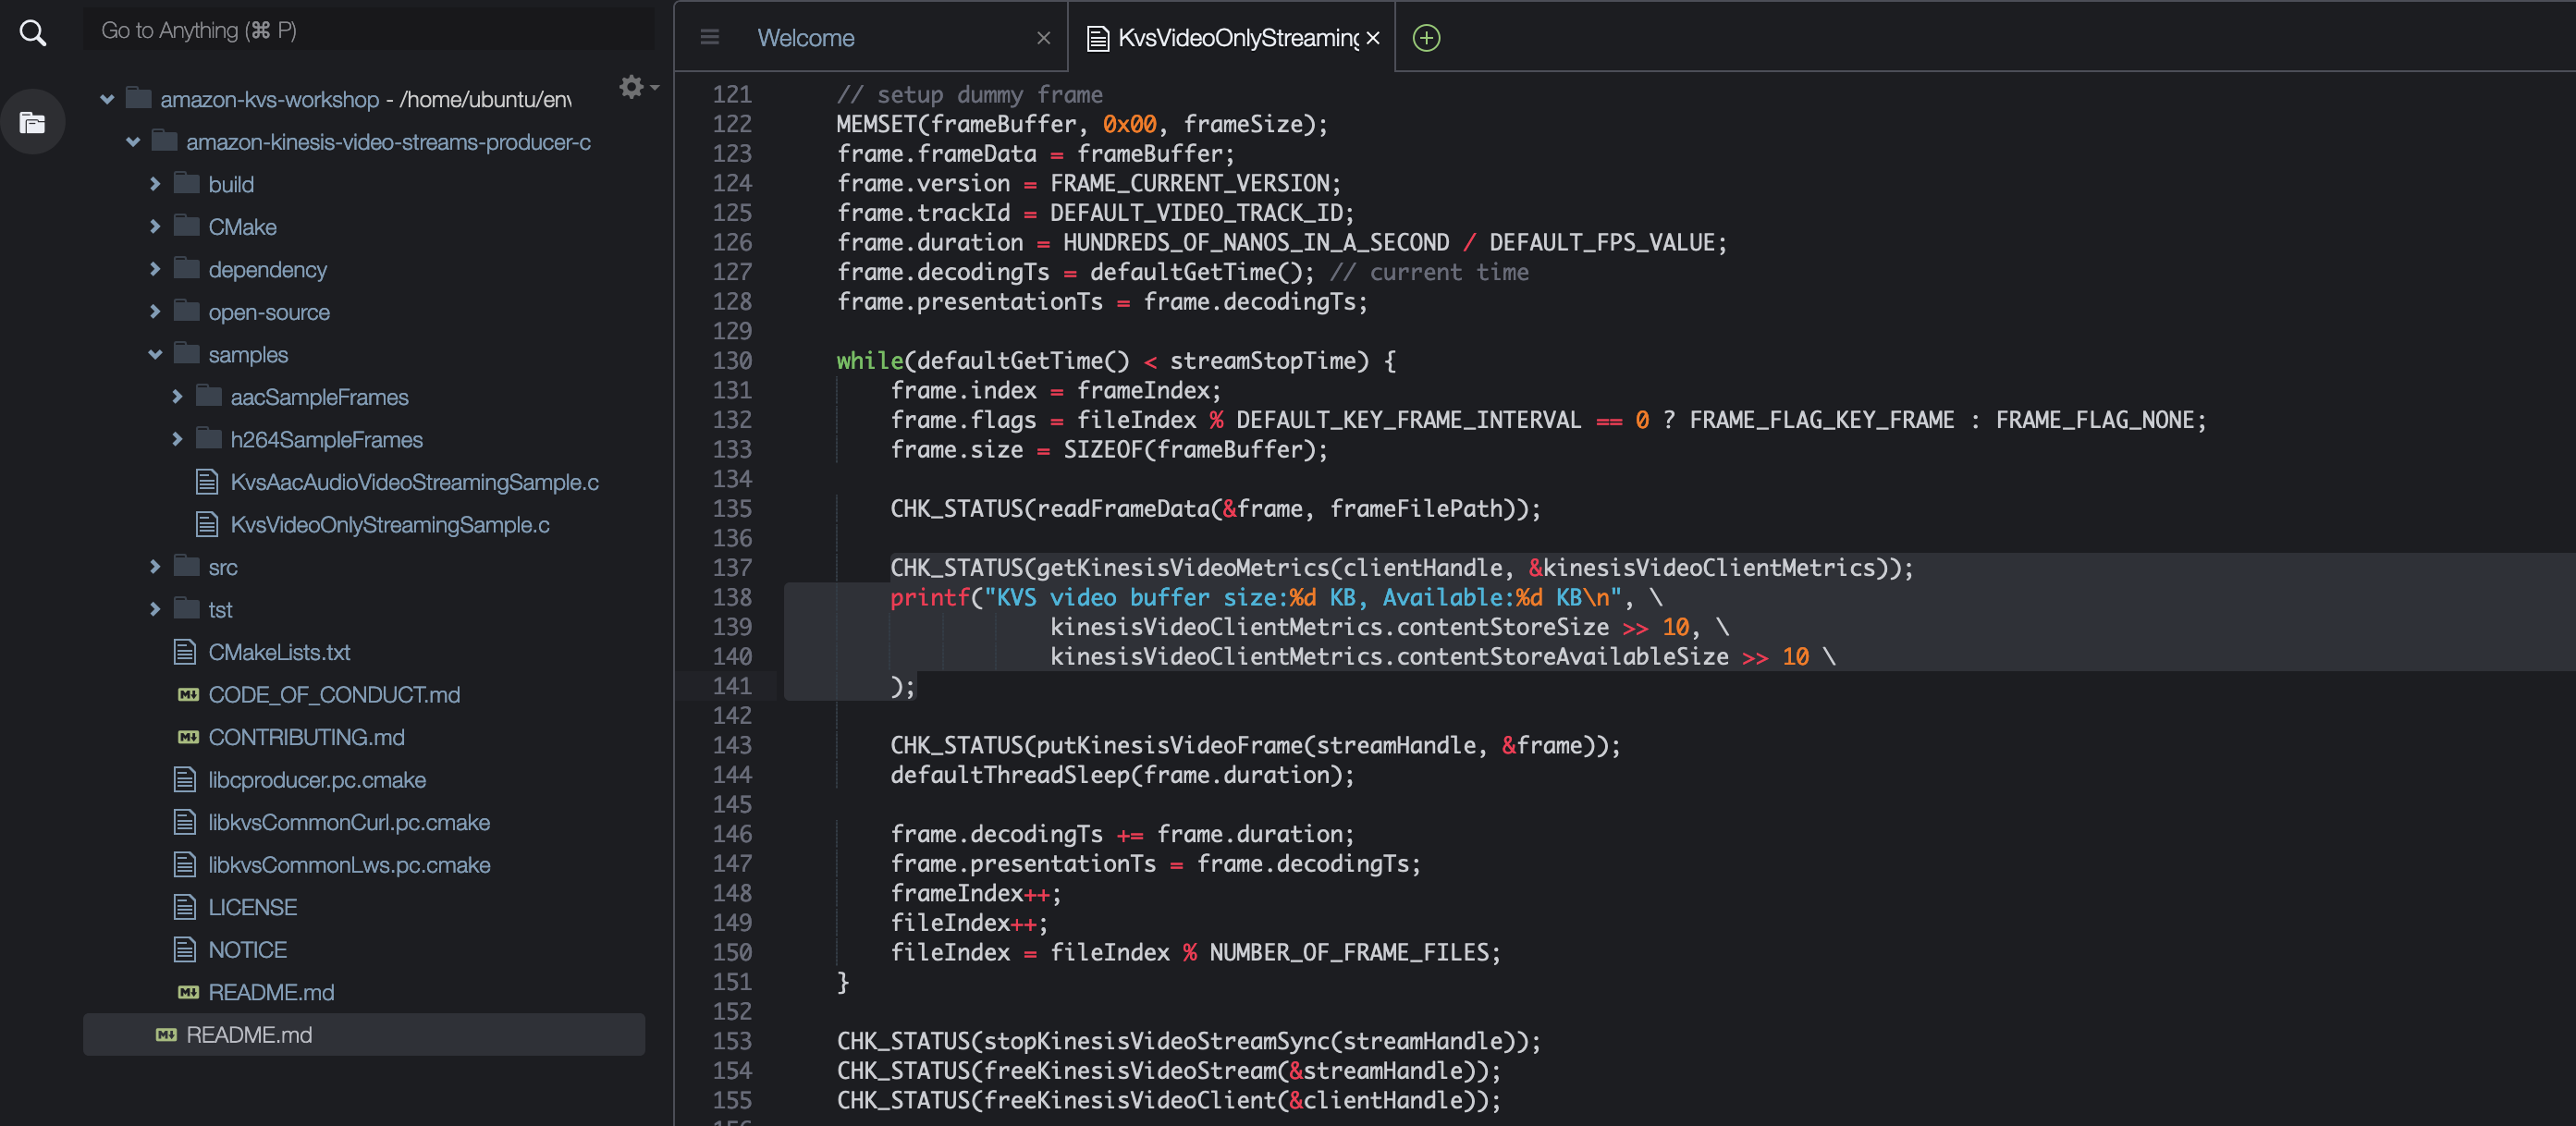 Go to Anything (⌘ P)
amazon-kvs-workshop - /home/ubuntu/env
amazon-kinesis-video-streams-producer-c
build
CMake
dependency
open-source
samples
aacSampleFrames
h264SampleFrames
KvsAacAudioVideoStreamingSample.c
KvsVideoOnlyStreamingSample.c
src
tst
CMakeLists.txt
CODE_OF_CONDUCT.md
CONTRIBUTING.md
libcproducer.pc.cmake
libkvsCommonCurl.pc.cmake
libkvsCommonLws.pc.cmake
LICENSE
NOTICE
README.md
README.md
Welcome
KvsVideoOnlyStreaming
121 // setup dummy frame
122 MEMSET(frameBuffer, 0x00, frameSize);
123 frame.frameData = frameBuffer;
124 frame.version = FRAME_CURRENT_VERSION;
125 frame.trackId = DEFAULT_VIDEO_TRACK_ID;
126 frame.duration = HUNDREDS_OF_NANOS_IN_A_SECOND / DEFAULT_FPS_VALUE;
127 frame.decodingTs = defaultGetTime(); // current time
128 frame.presentationTs = frame.decodingTs;
129
130 while(defaultGetTime() < streamStopTime) {
131 frame.index = frameIndex;
132 frame.flags = fileIndex % DEFAULT_KEY_FRAME_INTERVAL == 0 ? FRAME_FLAG_KEY_FRAME : FRAME_FLAG_NONE;
133 frame.size = SIZEOF(frameBuffer);
134
135 CHK_STATUS(readFrameData(&frame, frameFilePath));
136
137 CHK_STATUS(getKinesisVideoMetrics(clientHandle, &kinesisVideoClientMetrics));
138 printf("KVS video buffer size:%d KB, Available:%d KB\n", \
139 kinesisVideoClientMetrics.contentStoreSize >> 10, \
140 kinesisVideoClientMetrics.contentStoreAvailableSize >> 10 \
141 );
142
143 CHK_STATUS(putKinesisVideoFrame(streamHandle, &frame));
144 defaultThreadSleep(frame.duration);
145
146 frame.decodingTs += frame.duration;
147 frame.presentationTs = frame.decodingTs;
148 frameIndex++;
149 fileIndex++;
150 fileIndex = fileIndex % NUMBER_OF_FRAME_FILES;
151 }
152
153 CHK_STATUS(stopKinesisVideoStreamSync(streamHandle));
154 CHK_STATUS(freeKinesisVideoStream(&streamHandle));
155 CHK_STATUS(freeKinesisVideoClient(&clientHandle));